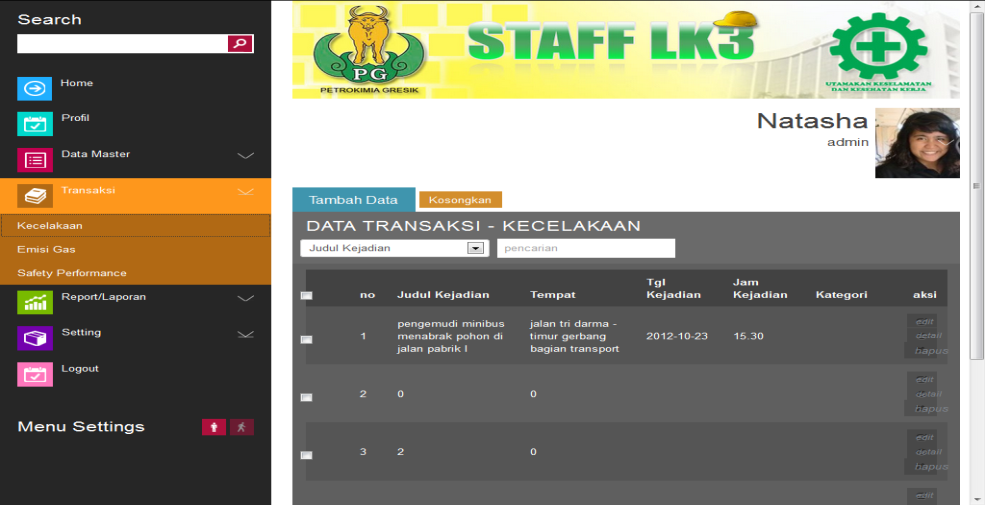 Search
Home
Profil
Data Master
Transaksi
Kecelakaan
Emisi Gas
Safety Performance
Report/Laporan
Setting
Logout
Menu Settings
PG
PETROKIMIA GRESIK
STAFF LK3
UTAMAKAN KESELAMATAN
DAN KESEHATAN KERJA
Natasha
admin
Tambah Data
Kosongkan
DATA TRANSAKSI - KECELAKAAN
Judul Kejadian
pencarian
no Judul Kejadian Tempat Tgl Kejadian Jam Kejadian Kategori aksi
1 pengemudi minibus menabrak pohon di jalan pabrik I jalan tri darma - timur gerbang bagian transport 2012-10-23 15.30
edit
detail
hapus
2 0 0
edit
detail
hapus
3 2 0
edit
detail
hapus
edit